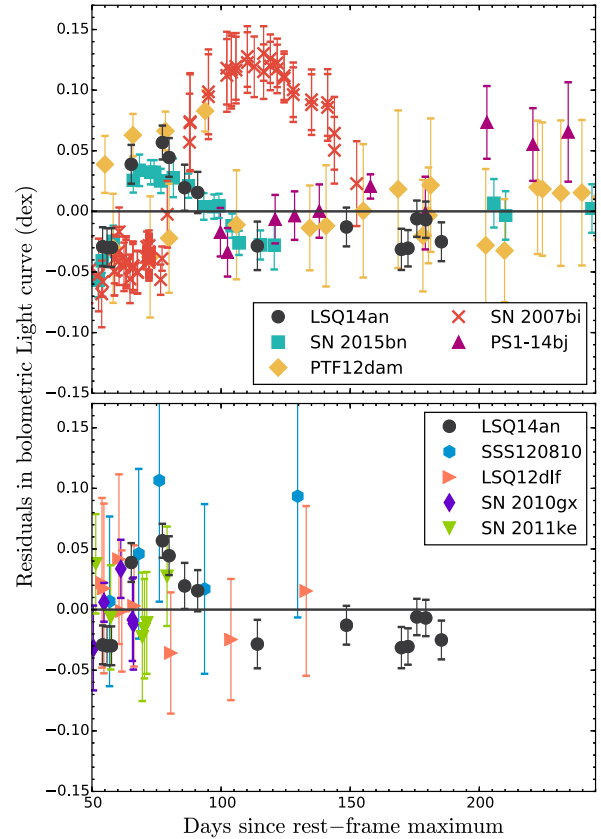 Residuals in bolometric Light curve (dex)
0.15
0.10
0.05
0.00
−0.05
−0.10
−0.15
LSQ14an
SN 2015bn
PTF12dam
SN 2007bi
PS1-14bj
0.15
0.10
0.05
0.00
−0.05
−0.10
−0.15
LSQ14an
SSS120810
LSQ12dlf
SN 2010gx
SN 2011ke
50 100 150 200
Days since rest−frame maximum